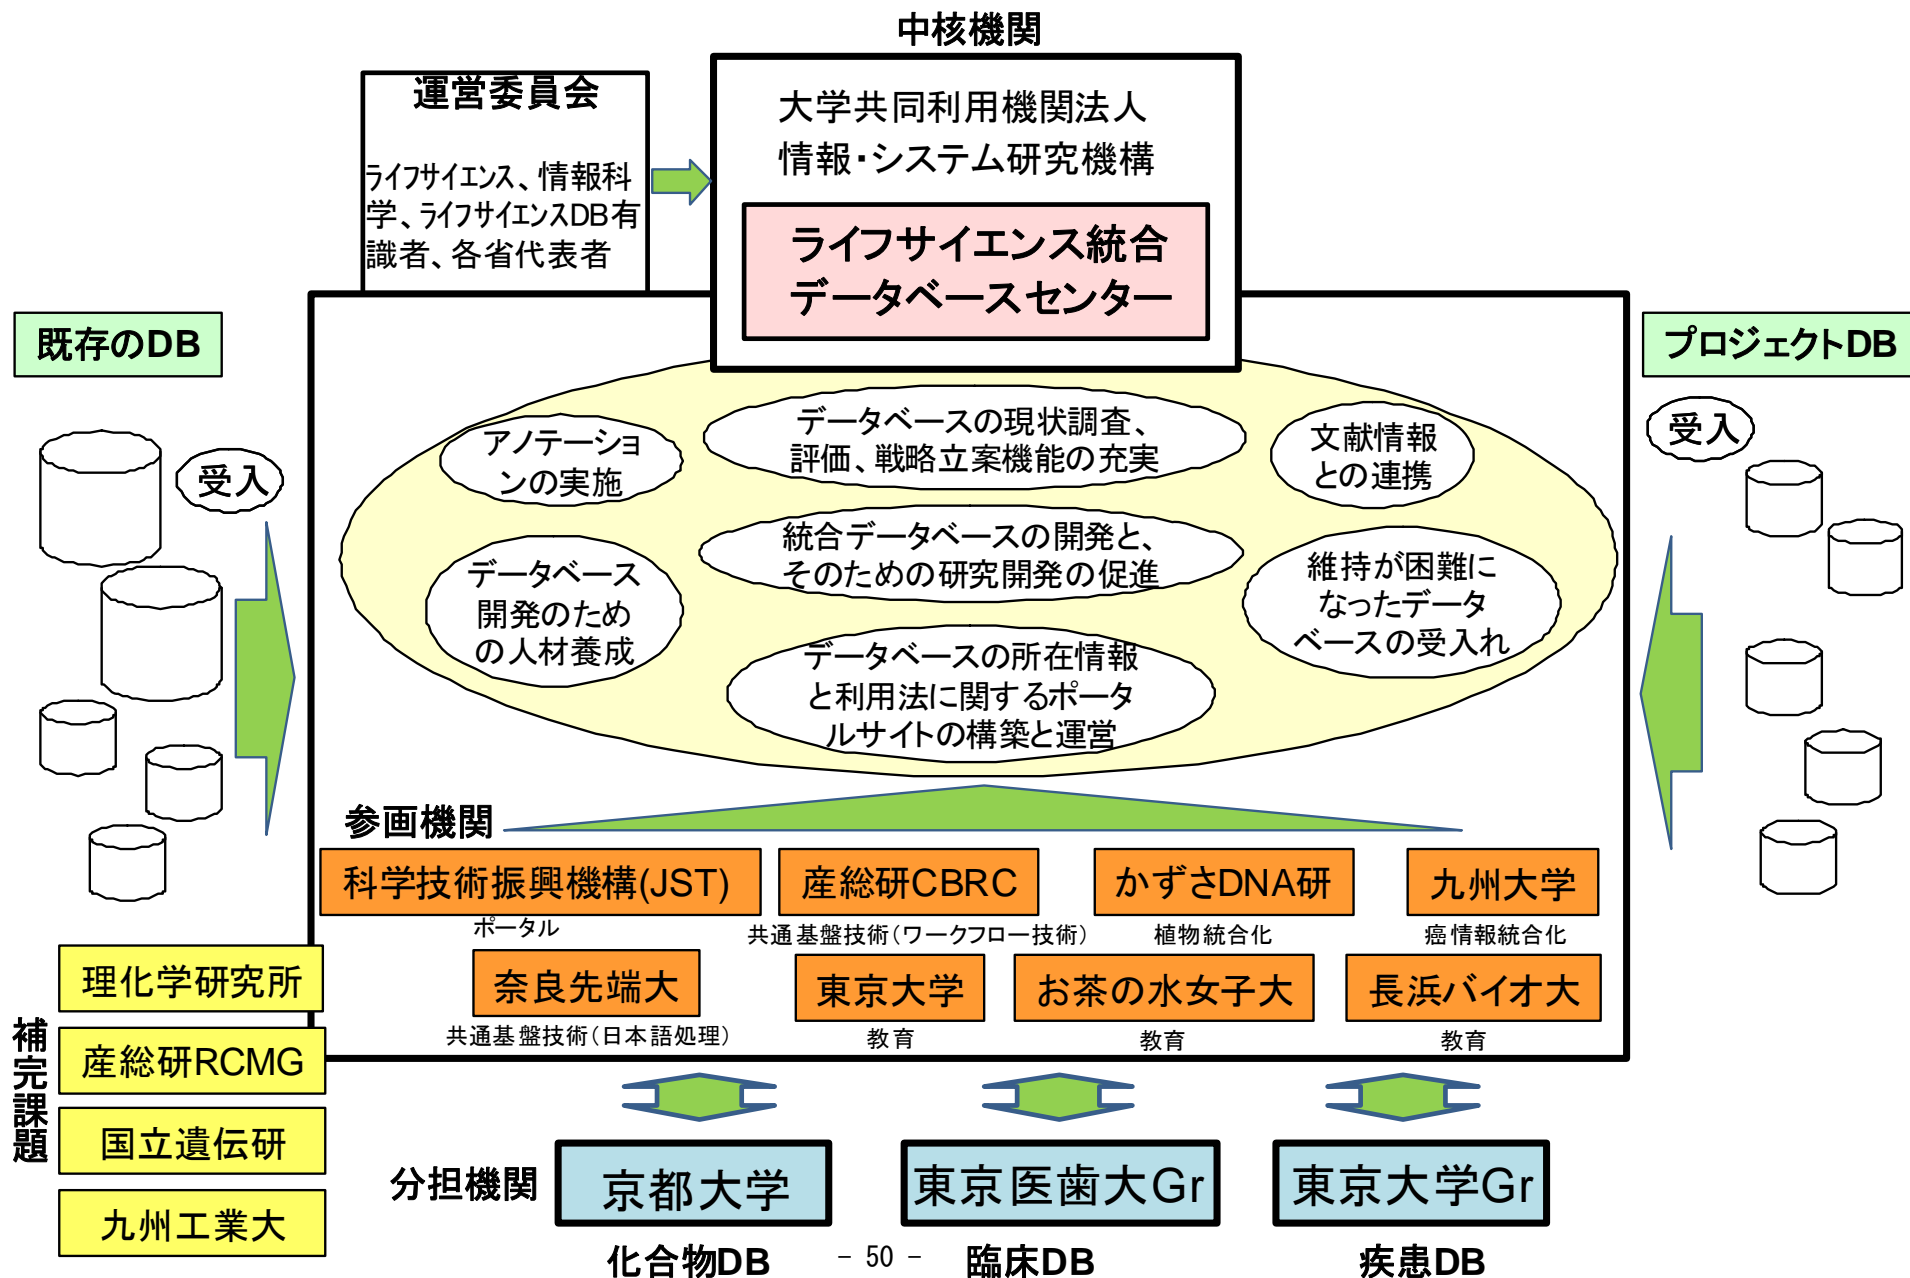 中核機関
運営委員会
ライフサイエンス、情報科
学、ライフサイエンスDB有
識者、各省代表者
大学共同利用機関法人
情報・システム研究機構
ライフサイエンス統合
データベースセンター
既存のDB
受入
プロジェクトDB
受入
アノテーショ
ンの実施
データベースの現状調査、
評価、戦略立案機能の充実
文献情報
との連携
統合データベースの開発と、
そのための研究開発の促進
データベース
開発のため
の人材養成
維持が困難に
なったデータ
ベースの受入れ
データベースの所在情報
と利用法に関するポータ
ルサイトの構築と運営
参画機関
科学技術振興機構(JST)
ポータル
産総研CBRC
共通基盤技術(ワークフロー技術)
かずさDNA研
植物統合化
九州大学
癌情報統合化
奈良先端大
共通基盤技術(日本語処理)
東京大学
教育
お茶の水女子大
教育
長浜バイオ大
教育
補完課題
理化学研究所
産総研RCMG
国立遺伝研
九州工業大
分担機関
京都大学
化合物DB
東京医歯大Gr
臨床DB
東京大学Gr
疾患DB
- 50 -